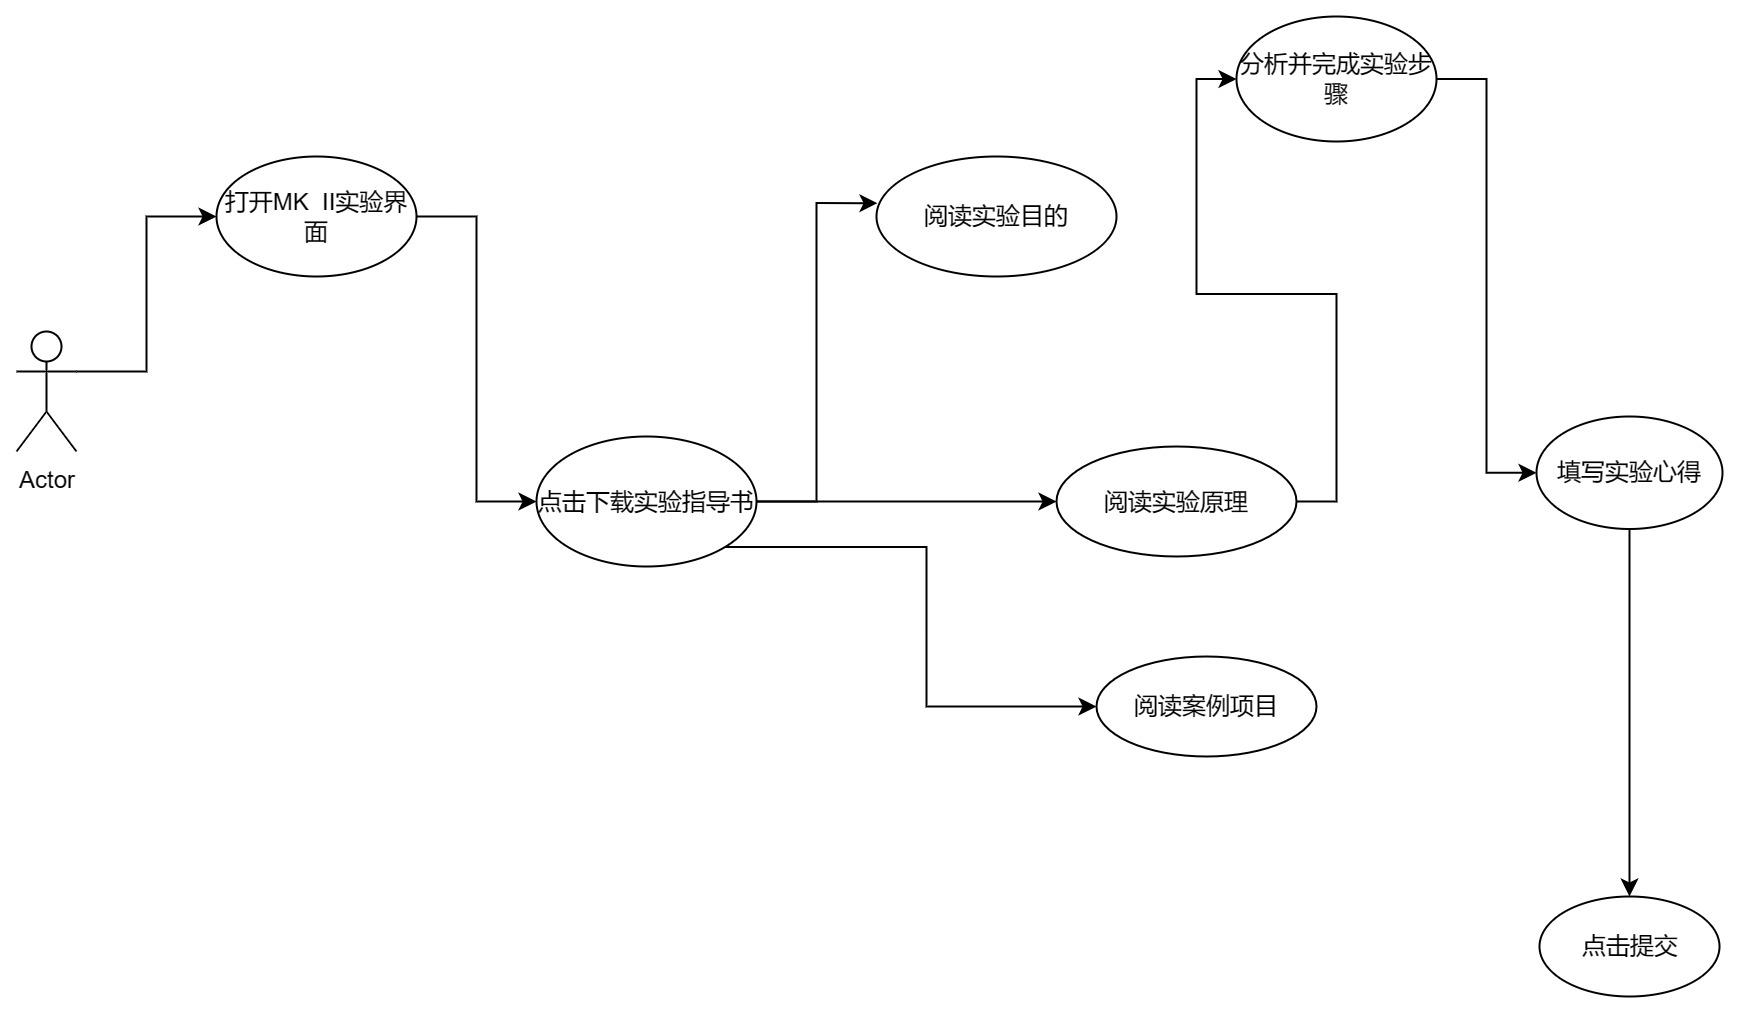 分析并完成实验步
骤
打开MK  II实验界
面
阅读实验目的
Actor
点击下载实验指导书
阅读实验原理
填写实验心得
阅读案例项目
点击提交